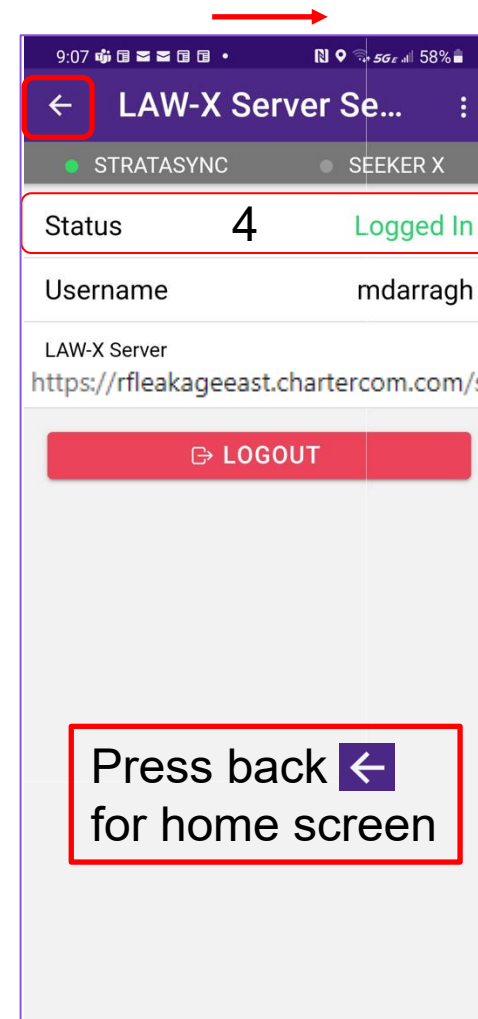 9:07 58%
5GE
← LAW-X Server Se...
STRATASYNC SEEKER X
Status 4 Logged In
Username mdarragh
LAW-X Server
https://rfleakageeast.chartercom.com/s
LOGOUT
Press back ←
for home screen